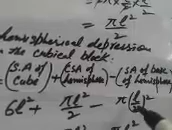 = πl²/2
hemispherical depression
the cubical block:
(S.A of Cube) + (CSA of hemisphere) - (S.A of base of hemisphere)
6l² + πl²/2 - π(l/2)²